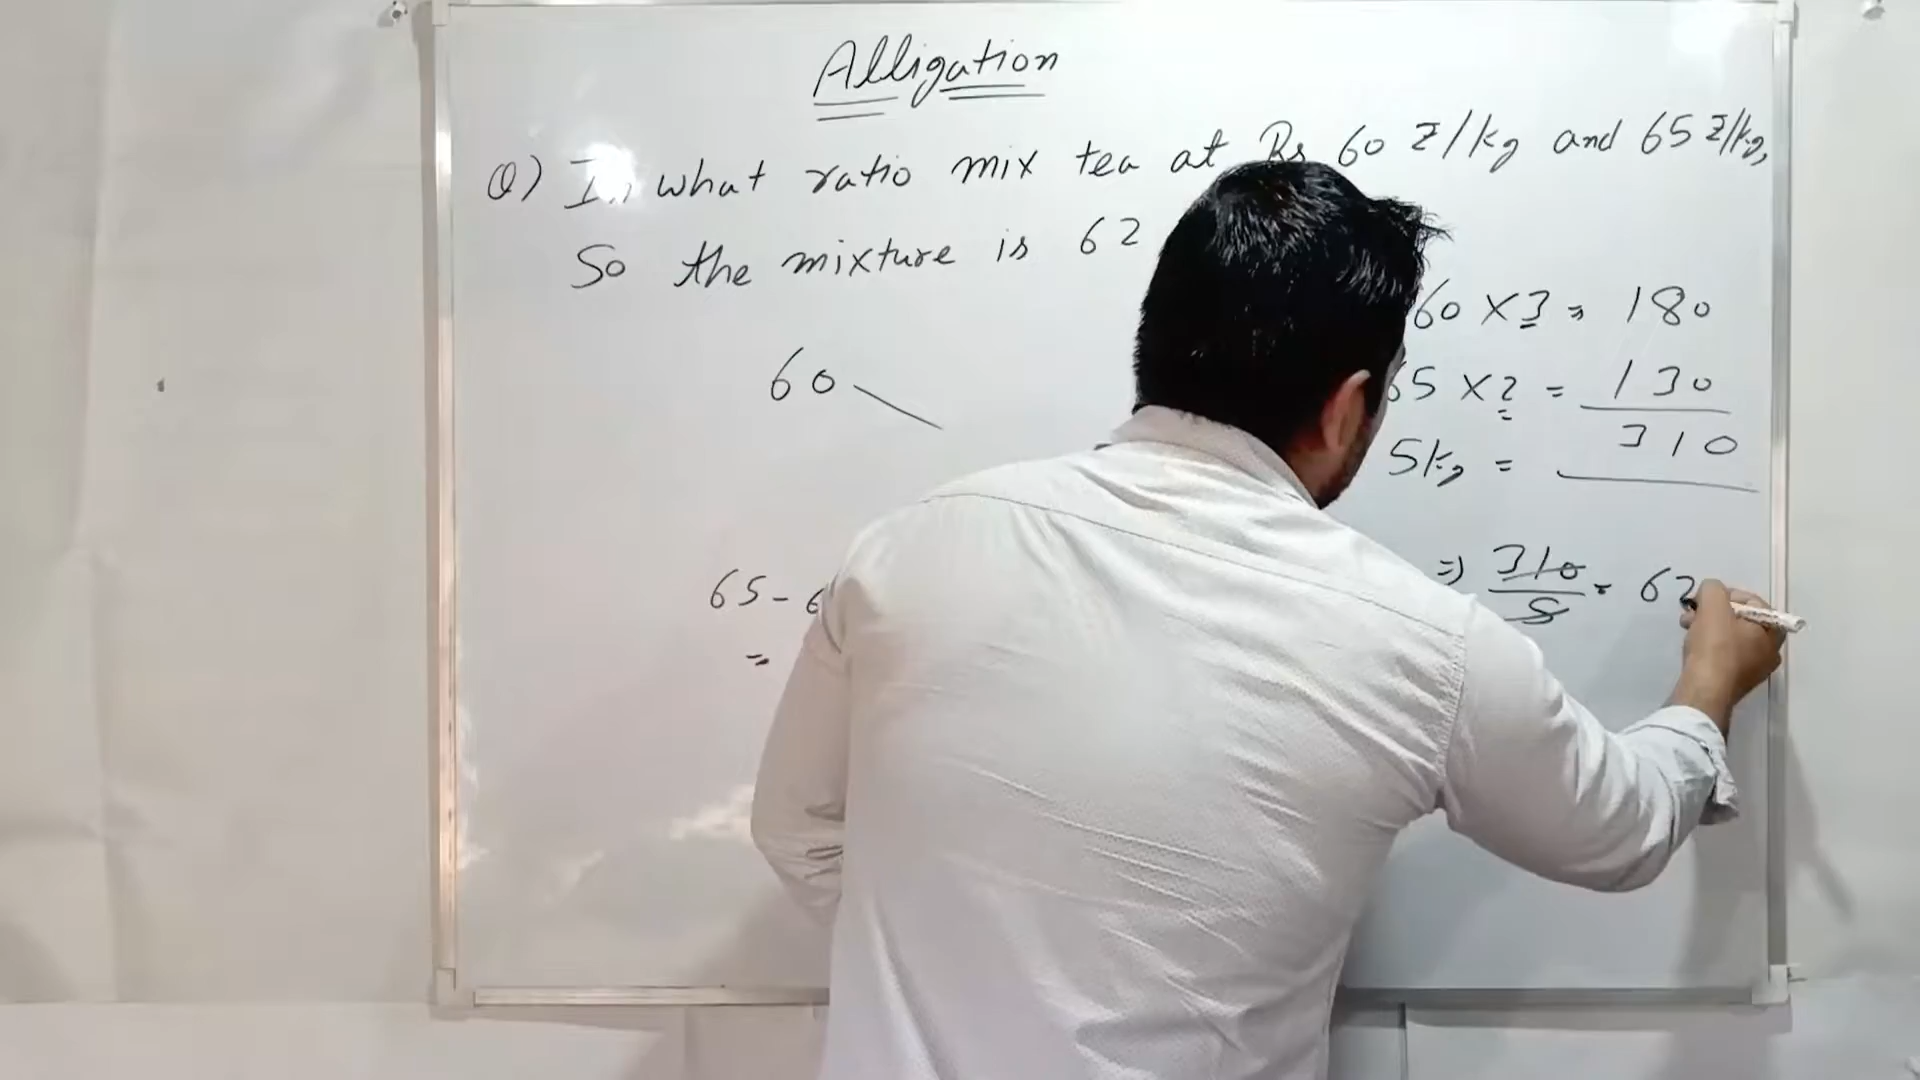 Alligation
Q) In what ratio mix tea at Rs 60 ₹/kg and 65 ₹/kg,
So the mixture is 62
60 × 3 = 180
60
65 × 2 = 130
5kg = 310
⇒ 310/5 = 62
65 - 6
=